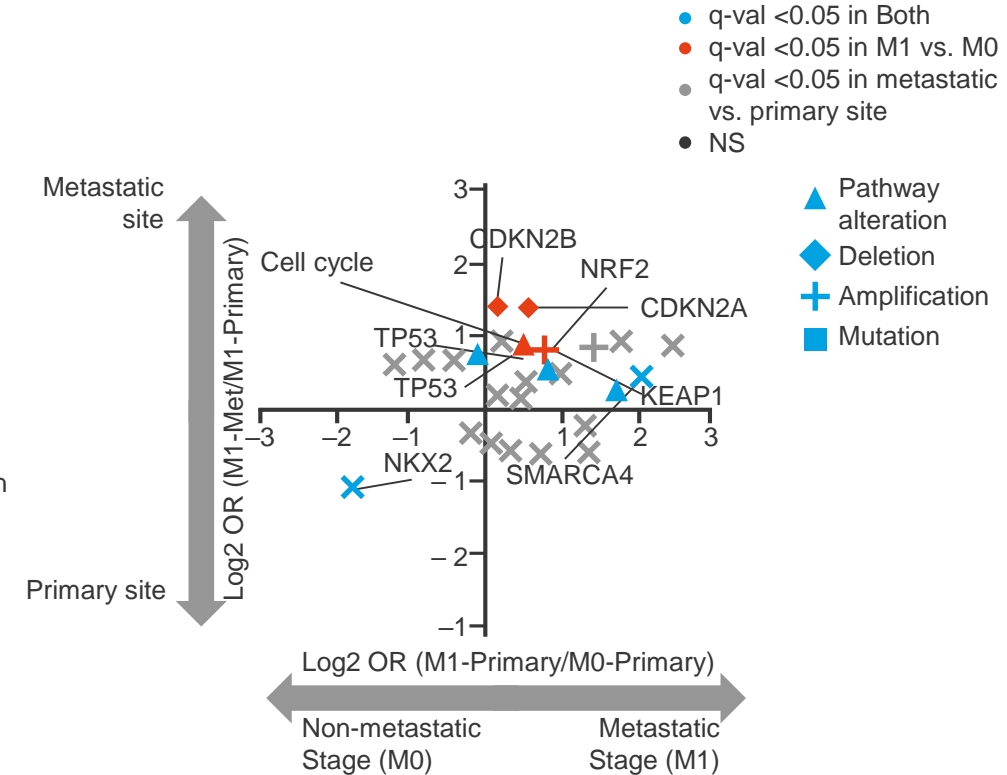 q-val <0.05 in Both
q-val <0.05 in M1 vs. M0
q-val <0.05 in metastatic
vs. primary site
NS
Pathway
alteration
Deletion
Amplification
Mutation
Metastatic
site
Primary site
Log2 OR (M1-Met/M1-Primary)
3
2
1
–1
– 2
–1
–3
–2
–1
1
2
3
CDKN2B
Cell cycle
NRF2
CDKN2A
TP53
TP53
KEAP1
NKX2
SMARCA4
n
Log2 OR (M1-Primary/M0-Primary)
Non-metastatic
Stage (M0)
Metastatic
Stage (M1)